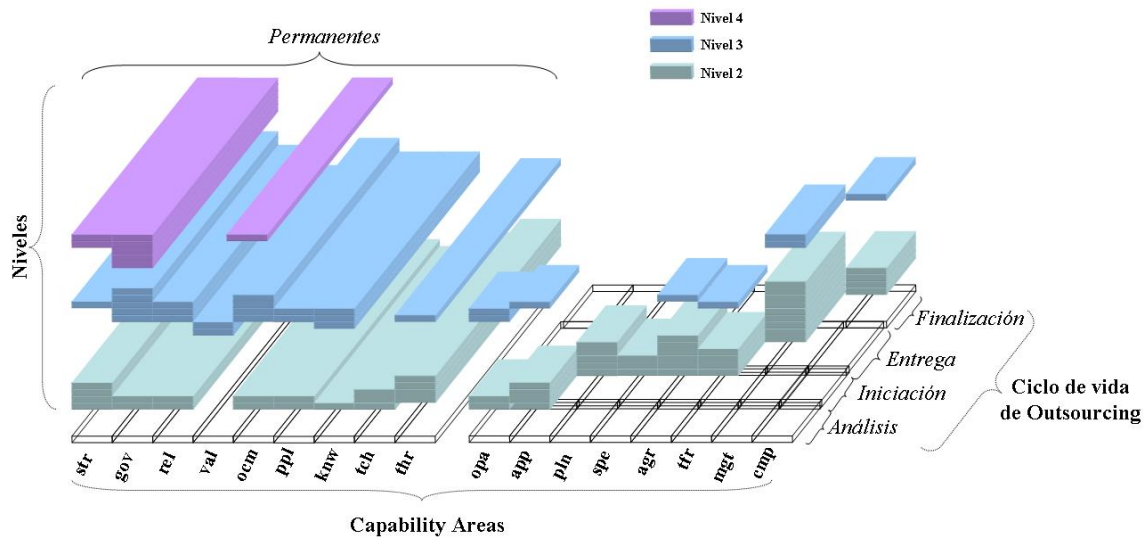 Nivel 4
Nivel 3
Nivel 2
Permanentes
Niveles
Finalización
Entrega
Iniciación
Análisis
Ciclo de vida
de Outsourcing
str
gov
rel
val
ocm
ppl
knw
tch
thr
opa
app
pln
spc
agr
tfr
mgt
cmp
Capability Areas